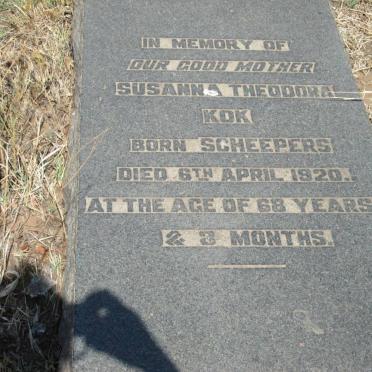 IN MEMORY OF
OUR GOOD MOTHER
SUSANNA THEODORA
KOK
BORN SCHEEPERS
DIED 6TH APRIL 1920.
AT THE AGE OF 68 YEARS
& 3 MONTHS.